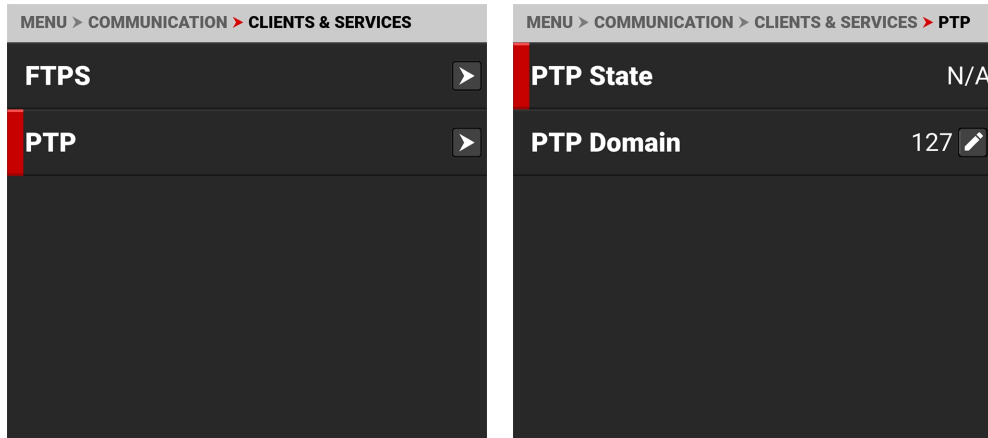 MENU > COMMUNICATION > CLIENTS & SERVICES
FTPS
PTP
MENU > COMMUNICATION > CLIENTS & SERVICES > PTP
PTP State N/A
PTP Domain 127